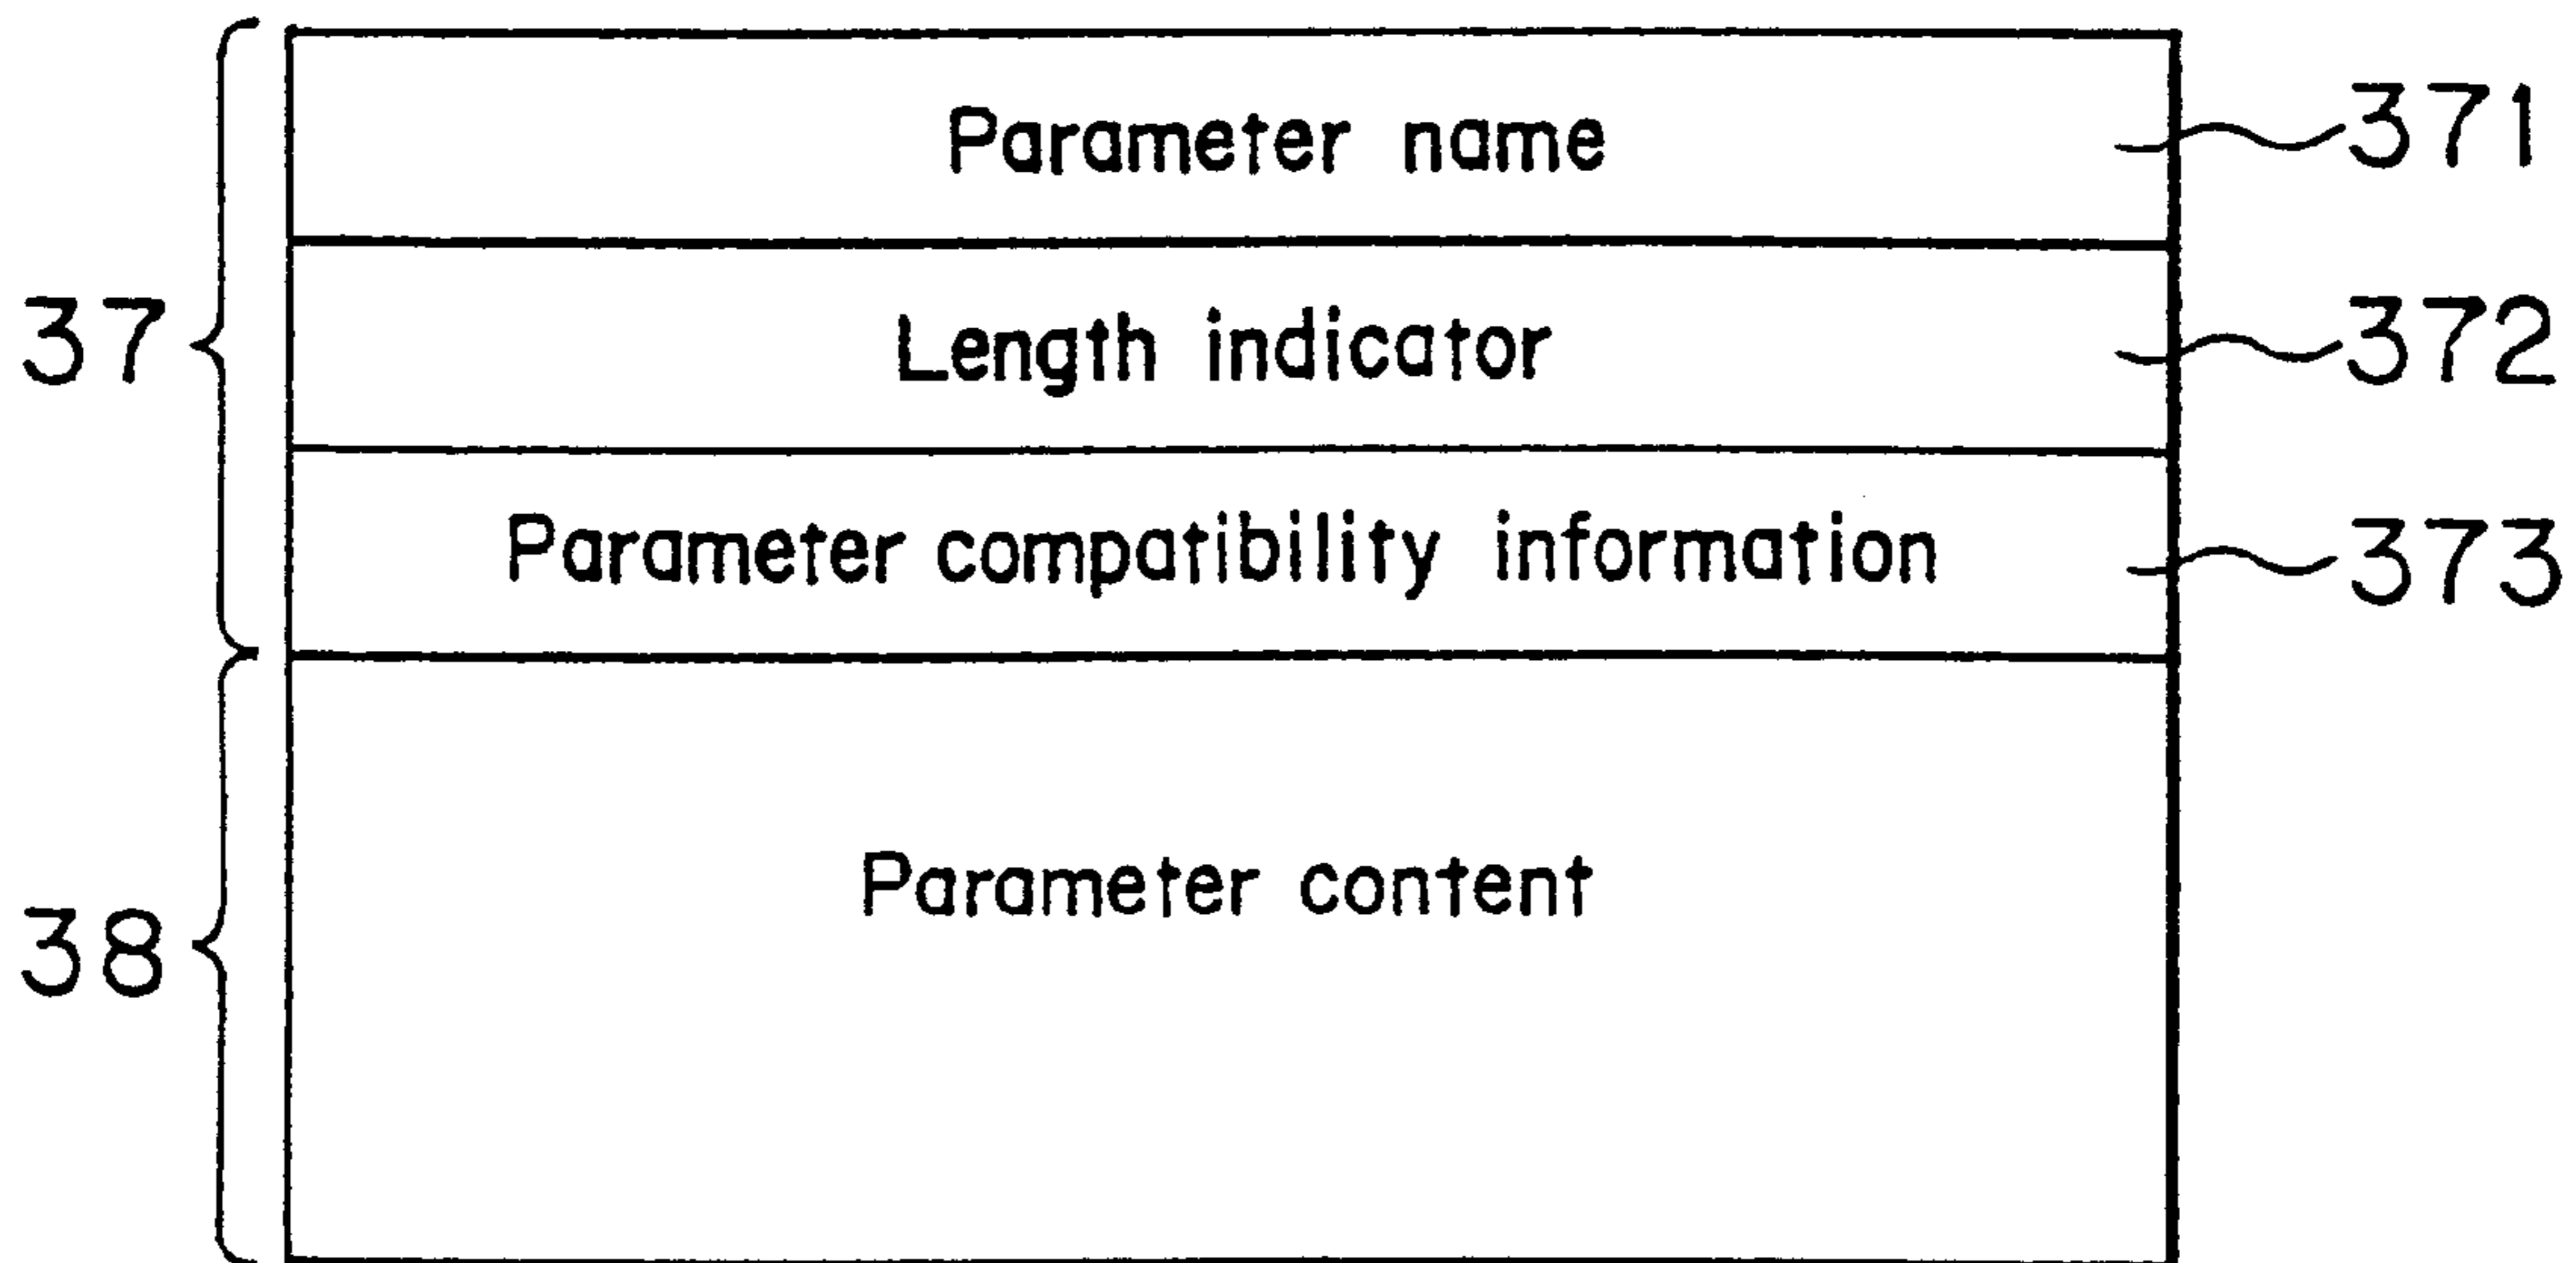 Parameter name 371
37 Length indicator 372
Parameter compatibility information 373
38 Parameter content